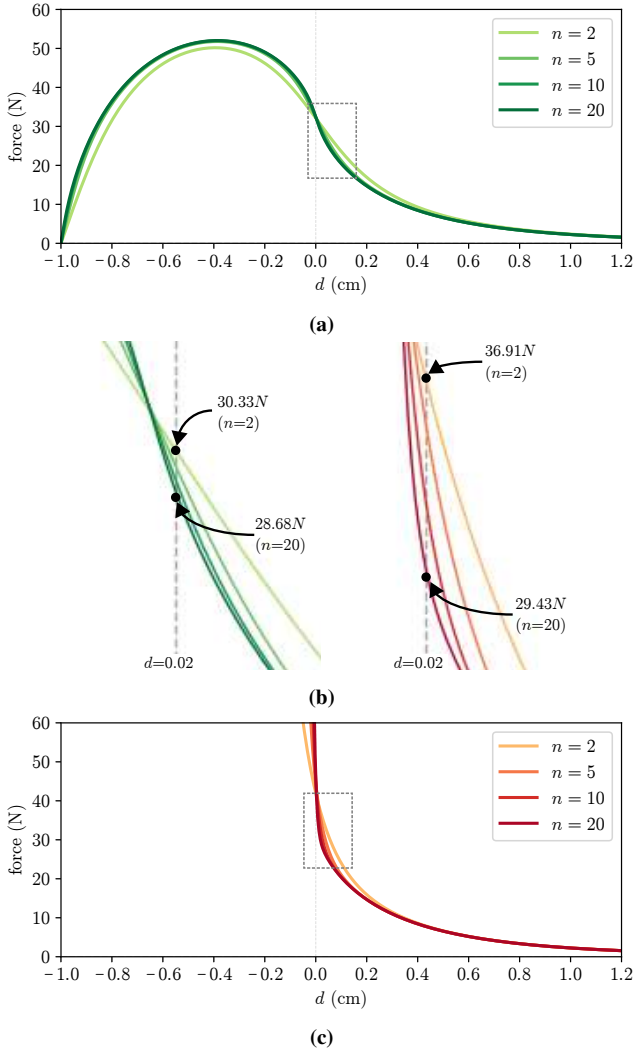 60
50
40
30
20
10
0
force (N)
n = 2
n = 5
n = 10
n = 20
−1.0 −0.8 −0.6 −0.4 −0.2 0.0 0.2 0.4 0.6 0.8 1.0 1.2
d (cm)
(a)
30.33N
(n=2)
28.68N
(n=20)
d=0.02
36.91N
(n=2)
29.43N
(n=20)
d=0.02
(b)
60
50
40
30
20
10
0
force (N)
n = 2
n = 5
n = 10
n = 20
−1.0 −0.8 −0.6 −0.4 −0.2 0.0 0.2 0.4 0.6 0.8 1.0 1.2
d (cm)
(c)